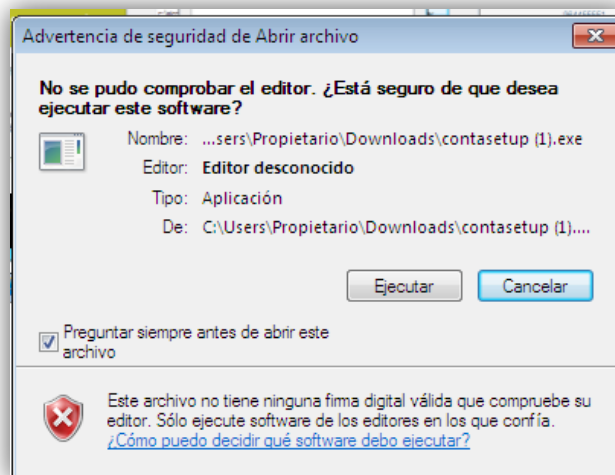 Advertencia de seguridad de Abrir archivo
No se pudo comprobar el editor. ¿Está seguro de que desea
ejecutar este software?
Nombre: ...sers\Propietario\Downloads\contasetup (1).exe
Editor: Editor desconocido
Tipo: Aplicación
De: C:\Users\Propietario\Downloads\contasetup (1)....
Ejecutar Cancelar
Preguntar siempre antes de abrir este
archivo
Este archivo no tiene ninguna firma digital válida que compruebe su
editor. Sólo ejecute software de los editores en los que confía.
¿Cómo puedo decidir qué software debo ejecutar?